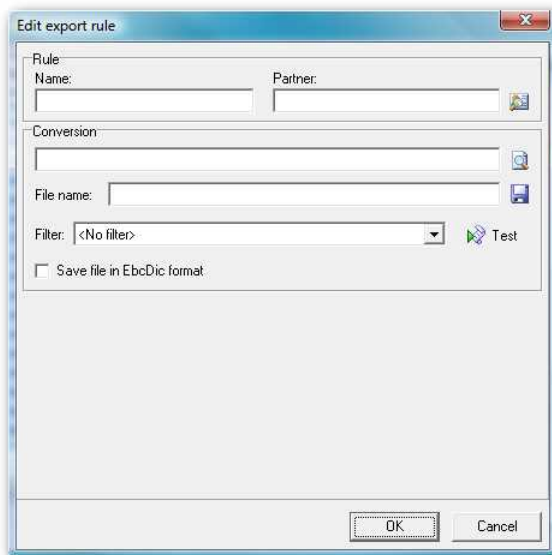 Edit export rule
Rule
Name: Partner:
Conversion
File name:
Filter: <No filter> Test
Save file in EbcDic format
OK Cancel